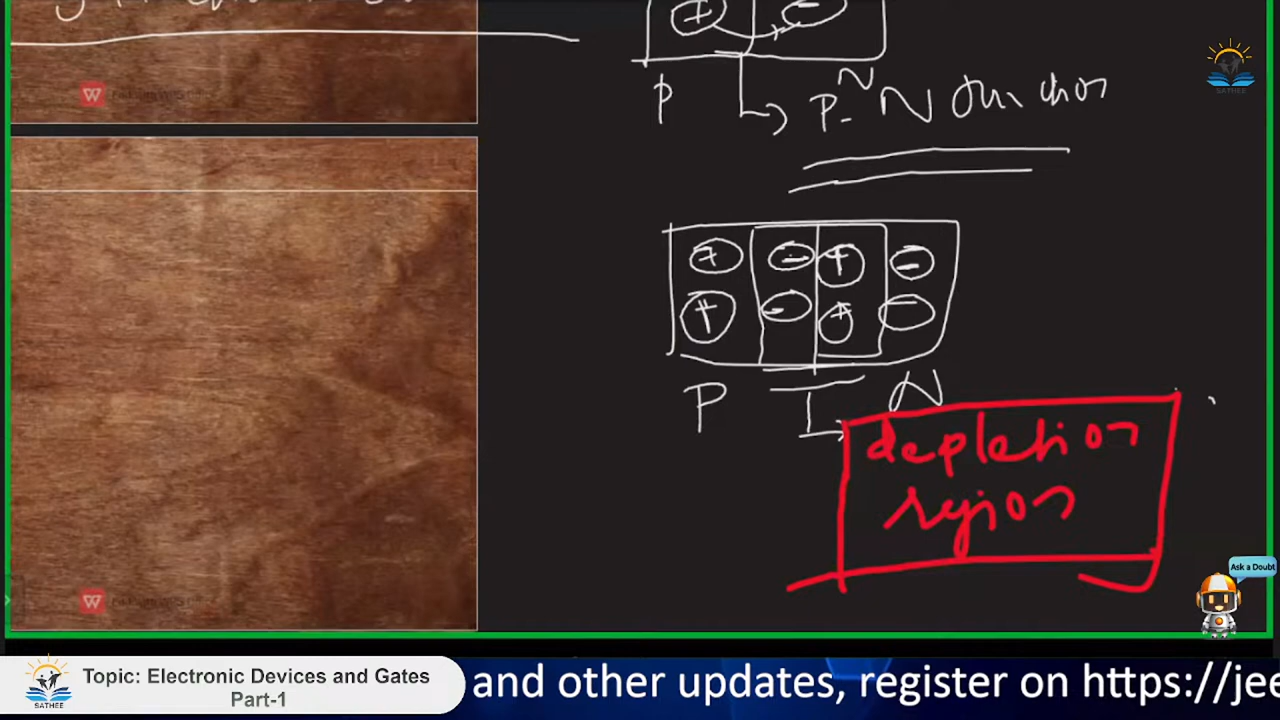 + -
P N
P-N Junction
+ - + -
+ - + -
P N
depletion
region
Ask a Doubt
SATHEE
Topic: Electronic Devices and Gates
Part-1
SATHEE
and other updates, register on https://jee